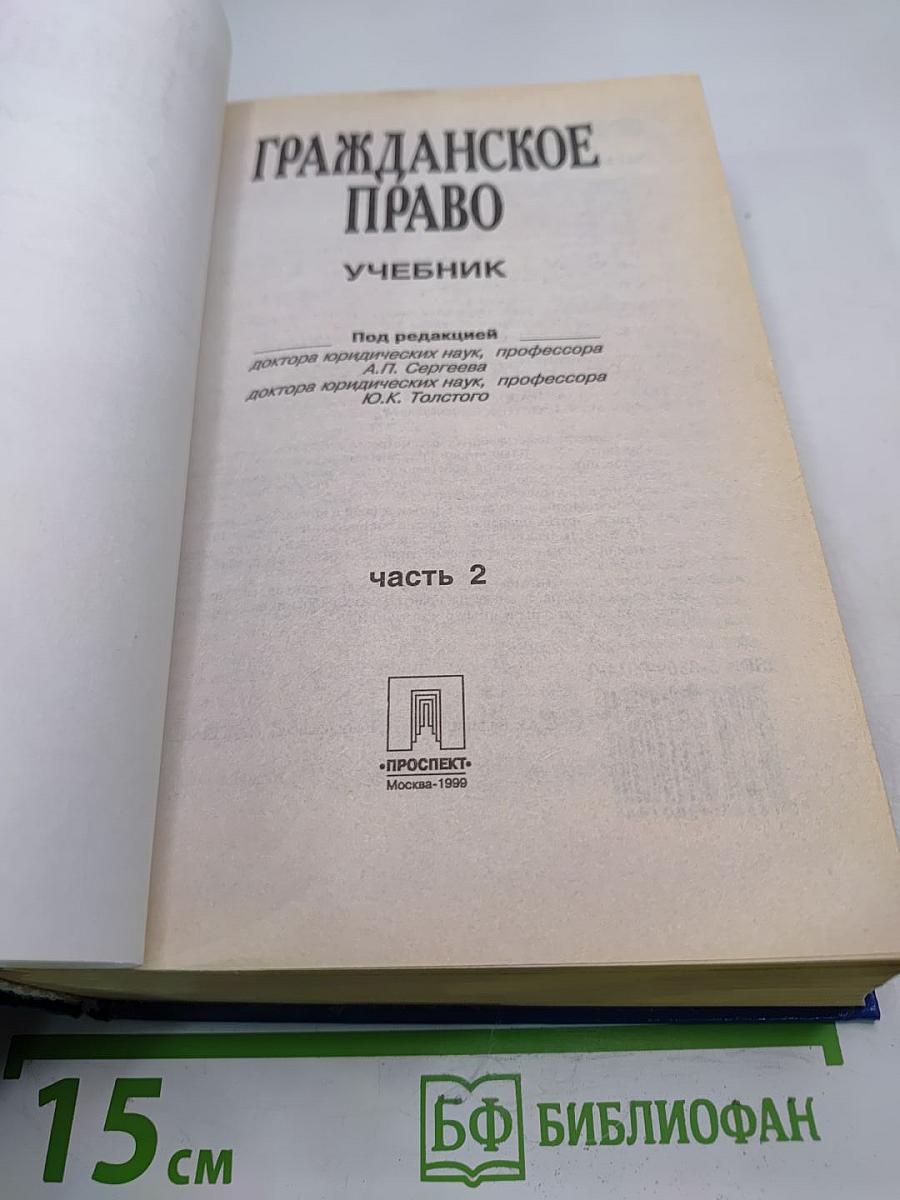 ГРАЖДАНСКОЕ
ПРАВО
УЧЕБНИК
Под редакцией
доктора юридических наук, профессора
А.П. Сергеева
доктора юридических наук, профессора
Ю.К. Толстого
часть 2
•ПРОСПЕКТ•
Москва-1999
15 см
БФ БИБЛИОФАН